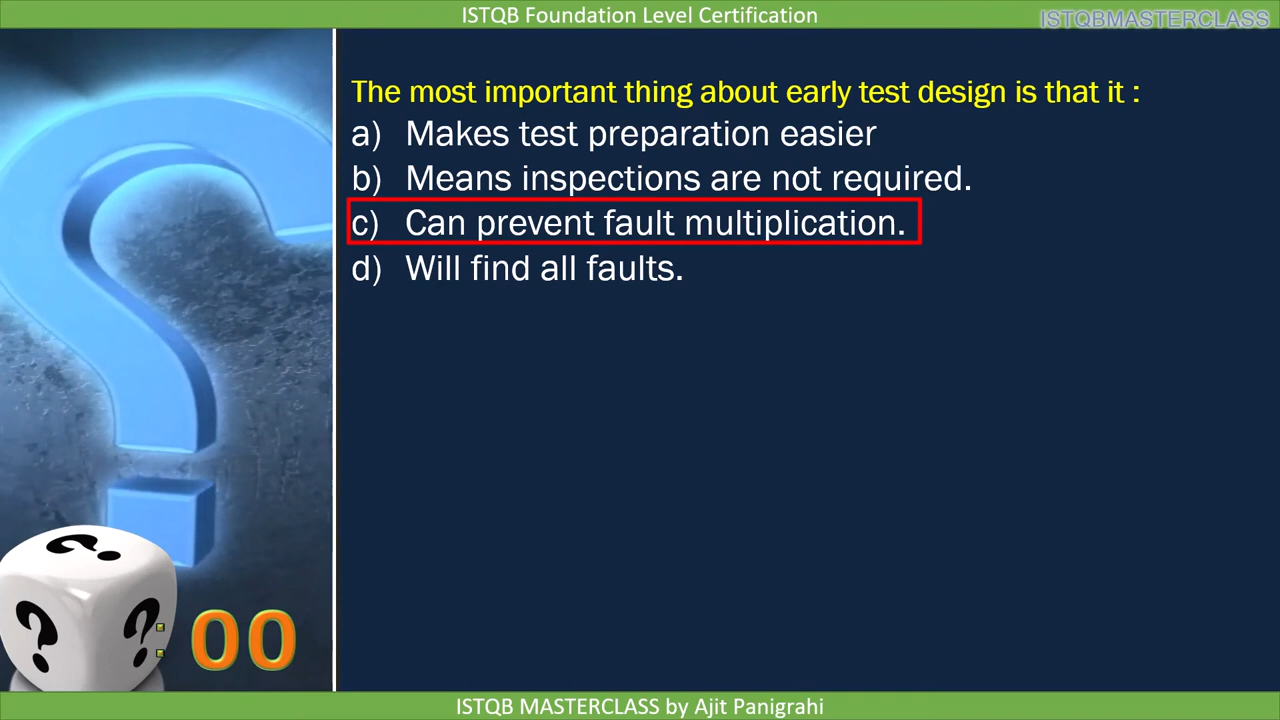 ISTQB Foundation Level Certification
ISTQBMASTERCLASS
The most important thing about early test design is that it :
a) Makes test preparation easier
b) Means inspections are not required.
c) Can prevent fault multiplication.
d) Will find all faults.
? ? ?
: 00
ISTQB MASTERCLASS by Ajit Panigrahi